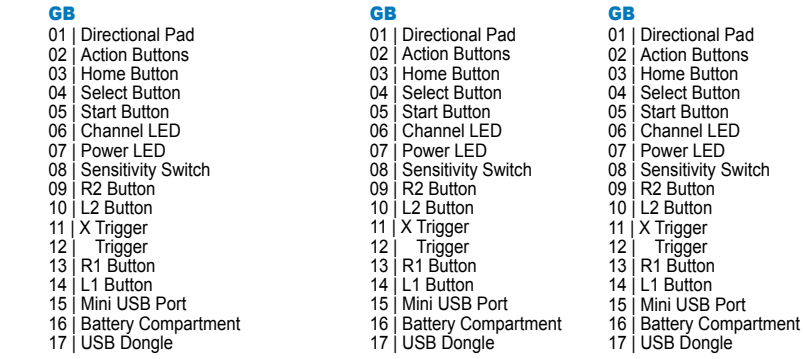 GB
01 | Directional Pad
02 | Action Buttons
03 | Home Button
04 | Select Button
05 | Start Button
06 | Channel LED
07 | Power LED
08 | Sensitivity Switch
09 | R2 Button
10 | L2 Button
11 | X Trigger
12 | Trigger
13 | R1 Button
14 | L1 Button
15 | Mini USB Port
16 | Battery Compartment
17 | USB Dongle
GB
01 | Directional Pad
02 | Action Buttons
03 | Home Button
04 | Select Button
05 | Start Button
06 | Channel LED
07 | Power LED
08 | Sensitivity Switch
09 | R2 Button
10 | L2 Button
11 | X Trigger
12 | Trigger
13 | R1 Button
14 | L1 Button
15 | Mini USB Port
16 | Battery Compartment
17 | USB Dongle
GB
01 | Directional Pad
02 | Action Buttons
03 | Home Button
04 | Select Button
05 | Start Button
06 | Channel LED
07 | Power LED
08 | Sensitivity Switch
09 | R2 Button
10 | L2 Button
11 | X Trigger
12 | Trigger
13 | R1 Button
14 | L1 Button
15 | Mini USB Port
16 | Battery Compartment
17 | USB Dongle